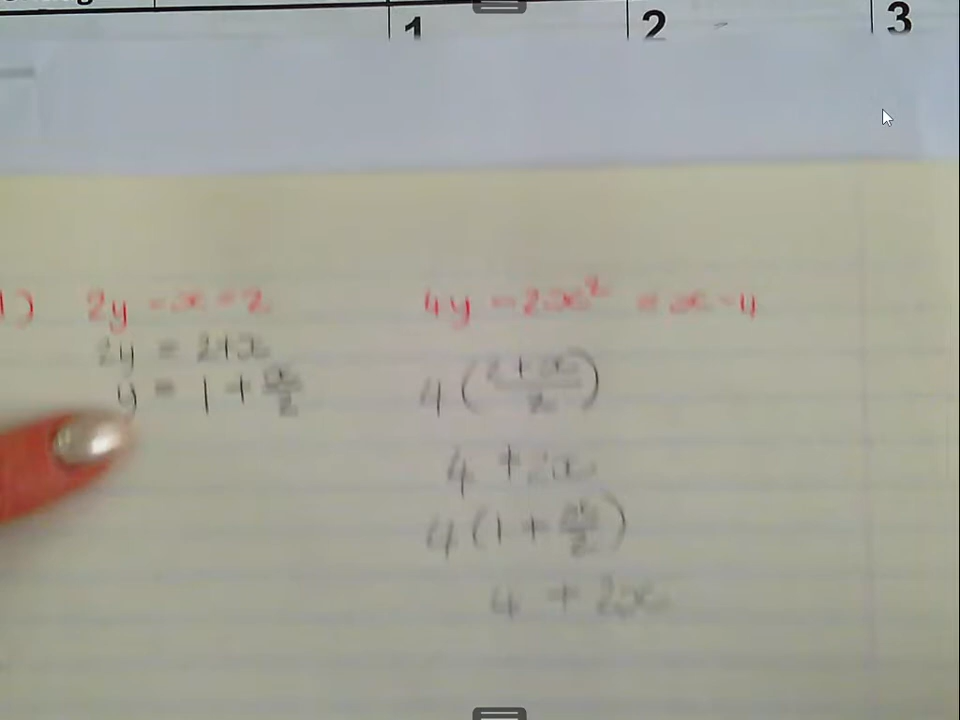 1 2 3
1) 2y - x = 2 4y - 2x² = x - 4
2y = 2+x
y = 1 + x/2 4(2+x/2)
4 + 2x
4(1 + x/2)
4 + 2x